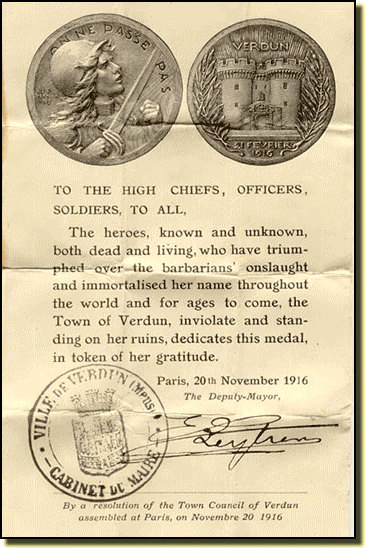 ON NE PASSE PAS
VERDUN
21 FEVRIER
1916
TO THE HIGH CHIEFS, OFFICERS,
SOLDIERS, TO ALL,
The heroes, known and unknown,
both dead and living, who have trium-
phed over the barbarians' onslaught
and immortalised her name throughout
the world and for ages to come, the
Town of Verdun, inviolate and stan-
ding on her ruins, dedicates this medal,
in token of her gratitude.
Paris, 20th November 1916
The Deputy-Mayor,
VILLE DE VERDUN
CABINET DU MAIRE
By a resolution of the Town Council of Verdun
assembled at Paris, on Novembre 20 1916